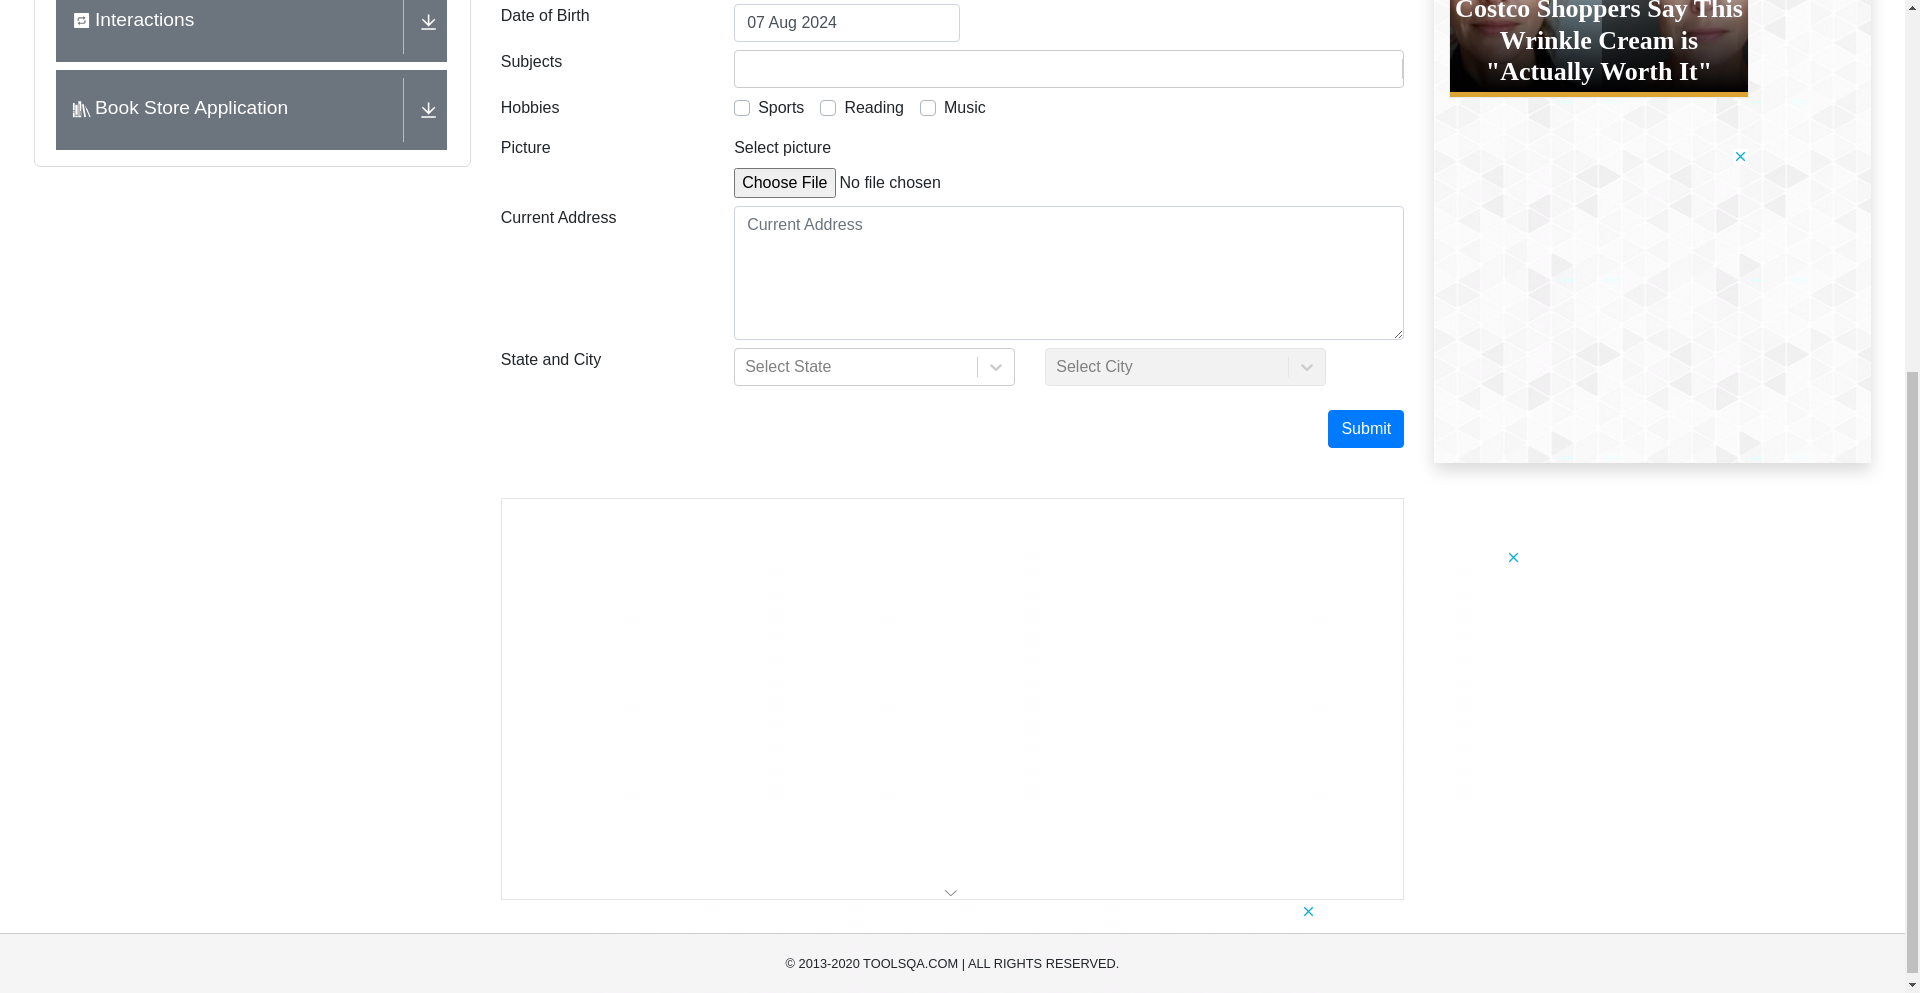 Interactions
Book Store Application
Date of Birth
07 Aug 2024
Subjects
Hobbies
Sports
Reading
Music
Picture
Select picture
Choose File No file chosen
Current Address
Current Address
State and City
Select State
Select City
Submit
Costco Shoppers Say This
Wrinkle Cream is
"Actually Worth It"
© 2013-2020 TOOLSQA.COM | ALL RIGHTS RESERVED.